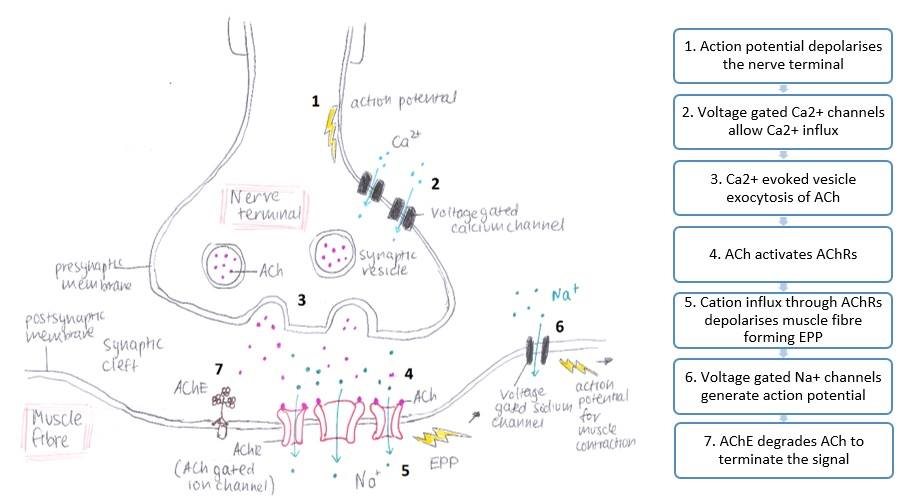 1
action potential
Ca²⁺
2
Voltage gated
calcium channel
Nerve
terminal
ACh
synaptic
vesicle
presynaptic
membrane
3
postsynaptic
membrane
Synaptic
cleft
Muscle
fibre
7
AChE
AChR
(ACh gated
ion channel)
4
ACh
Na⁺
5
EPP
Na⁺
6
Voltage
gated sodium
channel
action
potential
for
muscle
contraction
1. Action potential depolarises
the nerve terminal
2. Voltage gated Ca2+ channels
allow Ca2+ influx
3. Ca2+ evoked vesicle
exocytosis of ACh
4. ACh activates AChRs
5. Cation influx through AChRs
depolarises muscle fibre
forming EPP
6. Voltage gated Na+ channels
generate action potential
7. AChE degrades ACh to
terminate the signal